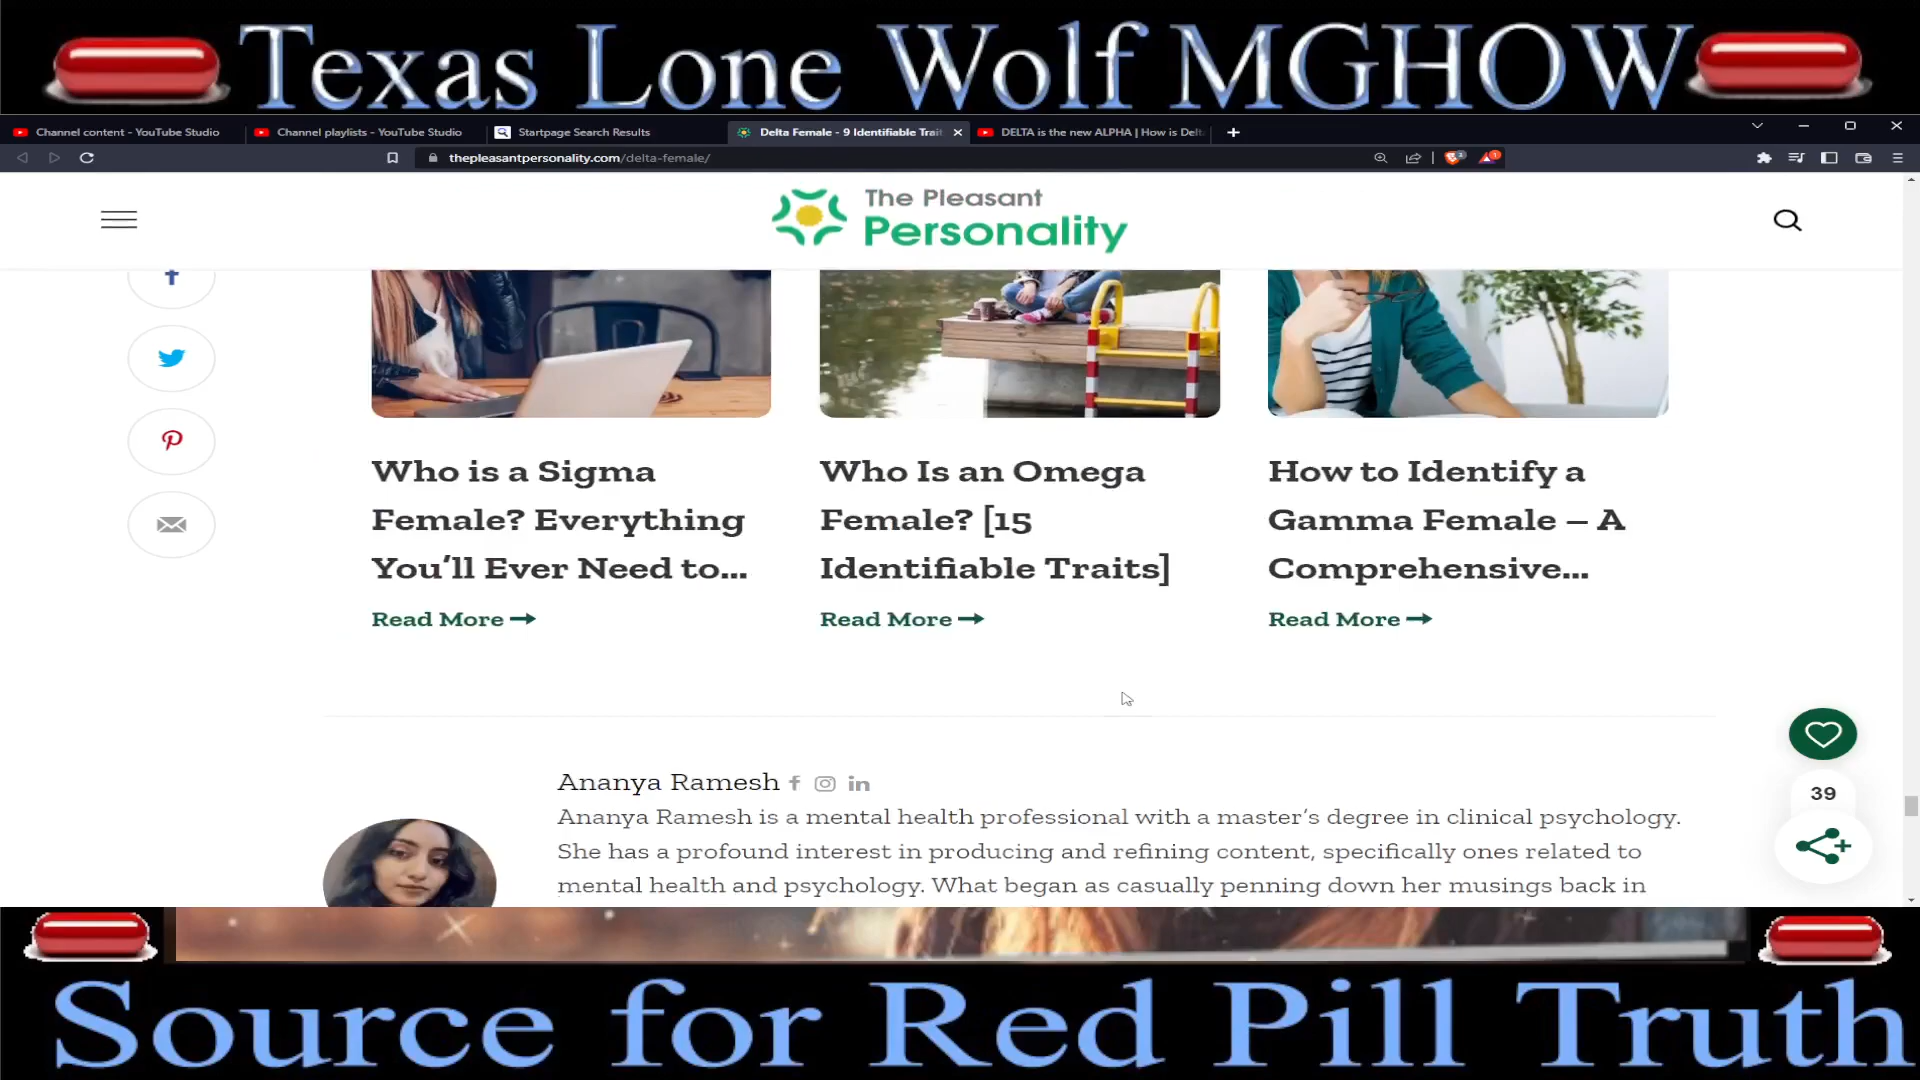 Texas Lone Wolf MGHOW
Channel content - YouTube Studio
Channel playlists - YouTube Studio
Startpage Search Results
Delta Female - 9 Identifiable Trait
DELTA is the new ALPHA | How is Delt
thepleasantpersonality.com/delta-female/
The Pleasant
Personality
Who is a Sigma
Female? Everything
You'll Ever Need to...
Read More
Who Is an Omega
Female? [15
Identifiable Traits]
Read More
How to Identify a
Gamma Female – A
Comprehensive...
Read More
39
Ananya Ramesh
Ananya Ramesh is a mental health professional with a master's degree in clinical psychology.
She has a profound interest in producing and refining content, specifically ones related to
mental health and psychology. What began as casually penning down her musings back in
Source for Red Pill Truth